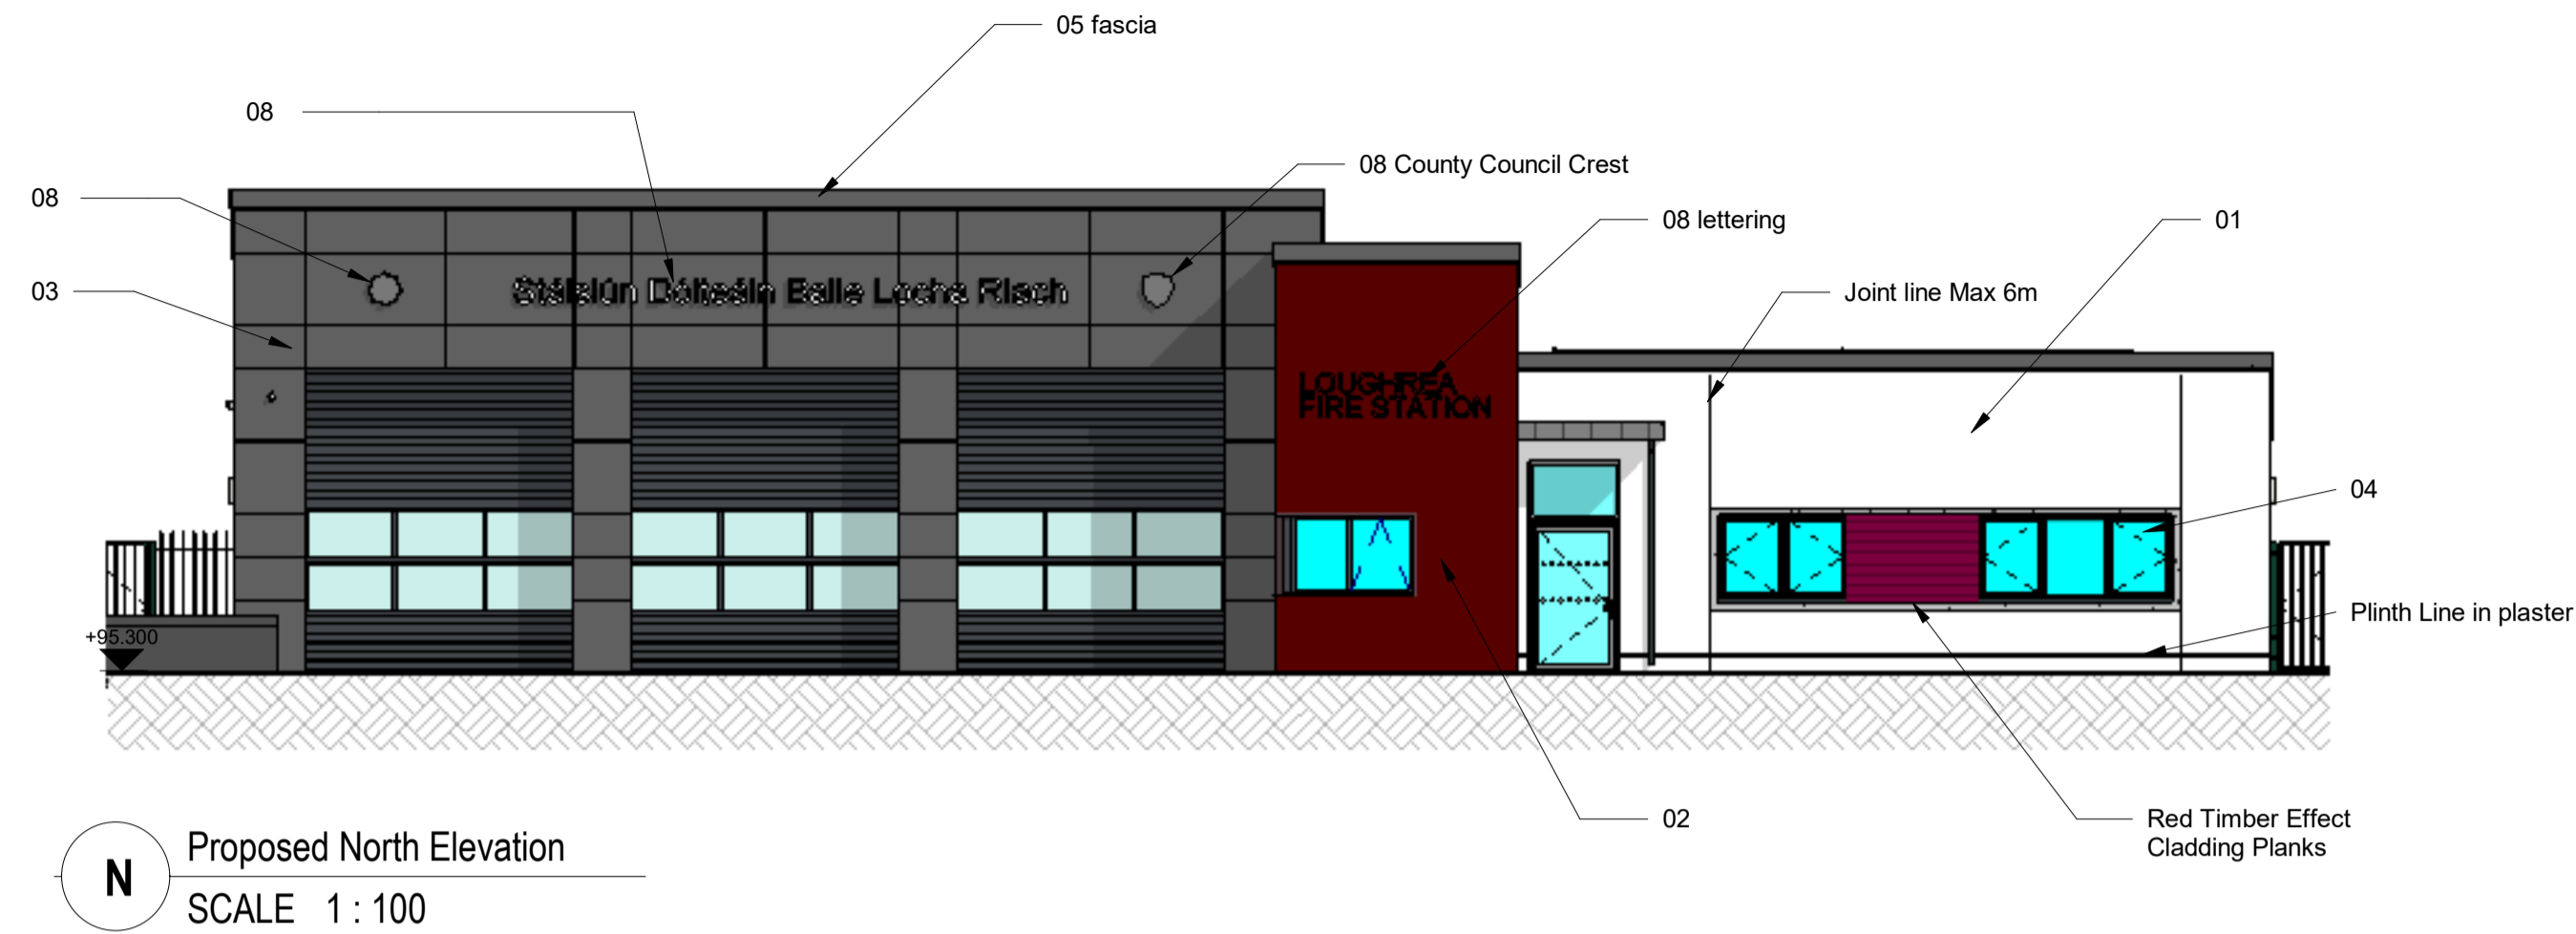 05 fascia
08
08 County Council Crest
08
08 lettering
01
03
Stáisiún Dóiteáin Baile Locha Riach
Joint line Max 6m
LOUGHREA
FIRE STATION
04
Plinth Line in plaster
+95.300
02
Red Timber Effect
Cladding Planks
N
Proposed North Elevation
SCALE 1 : 100